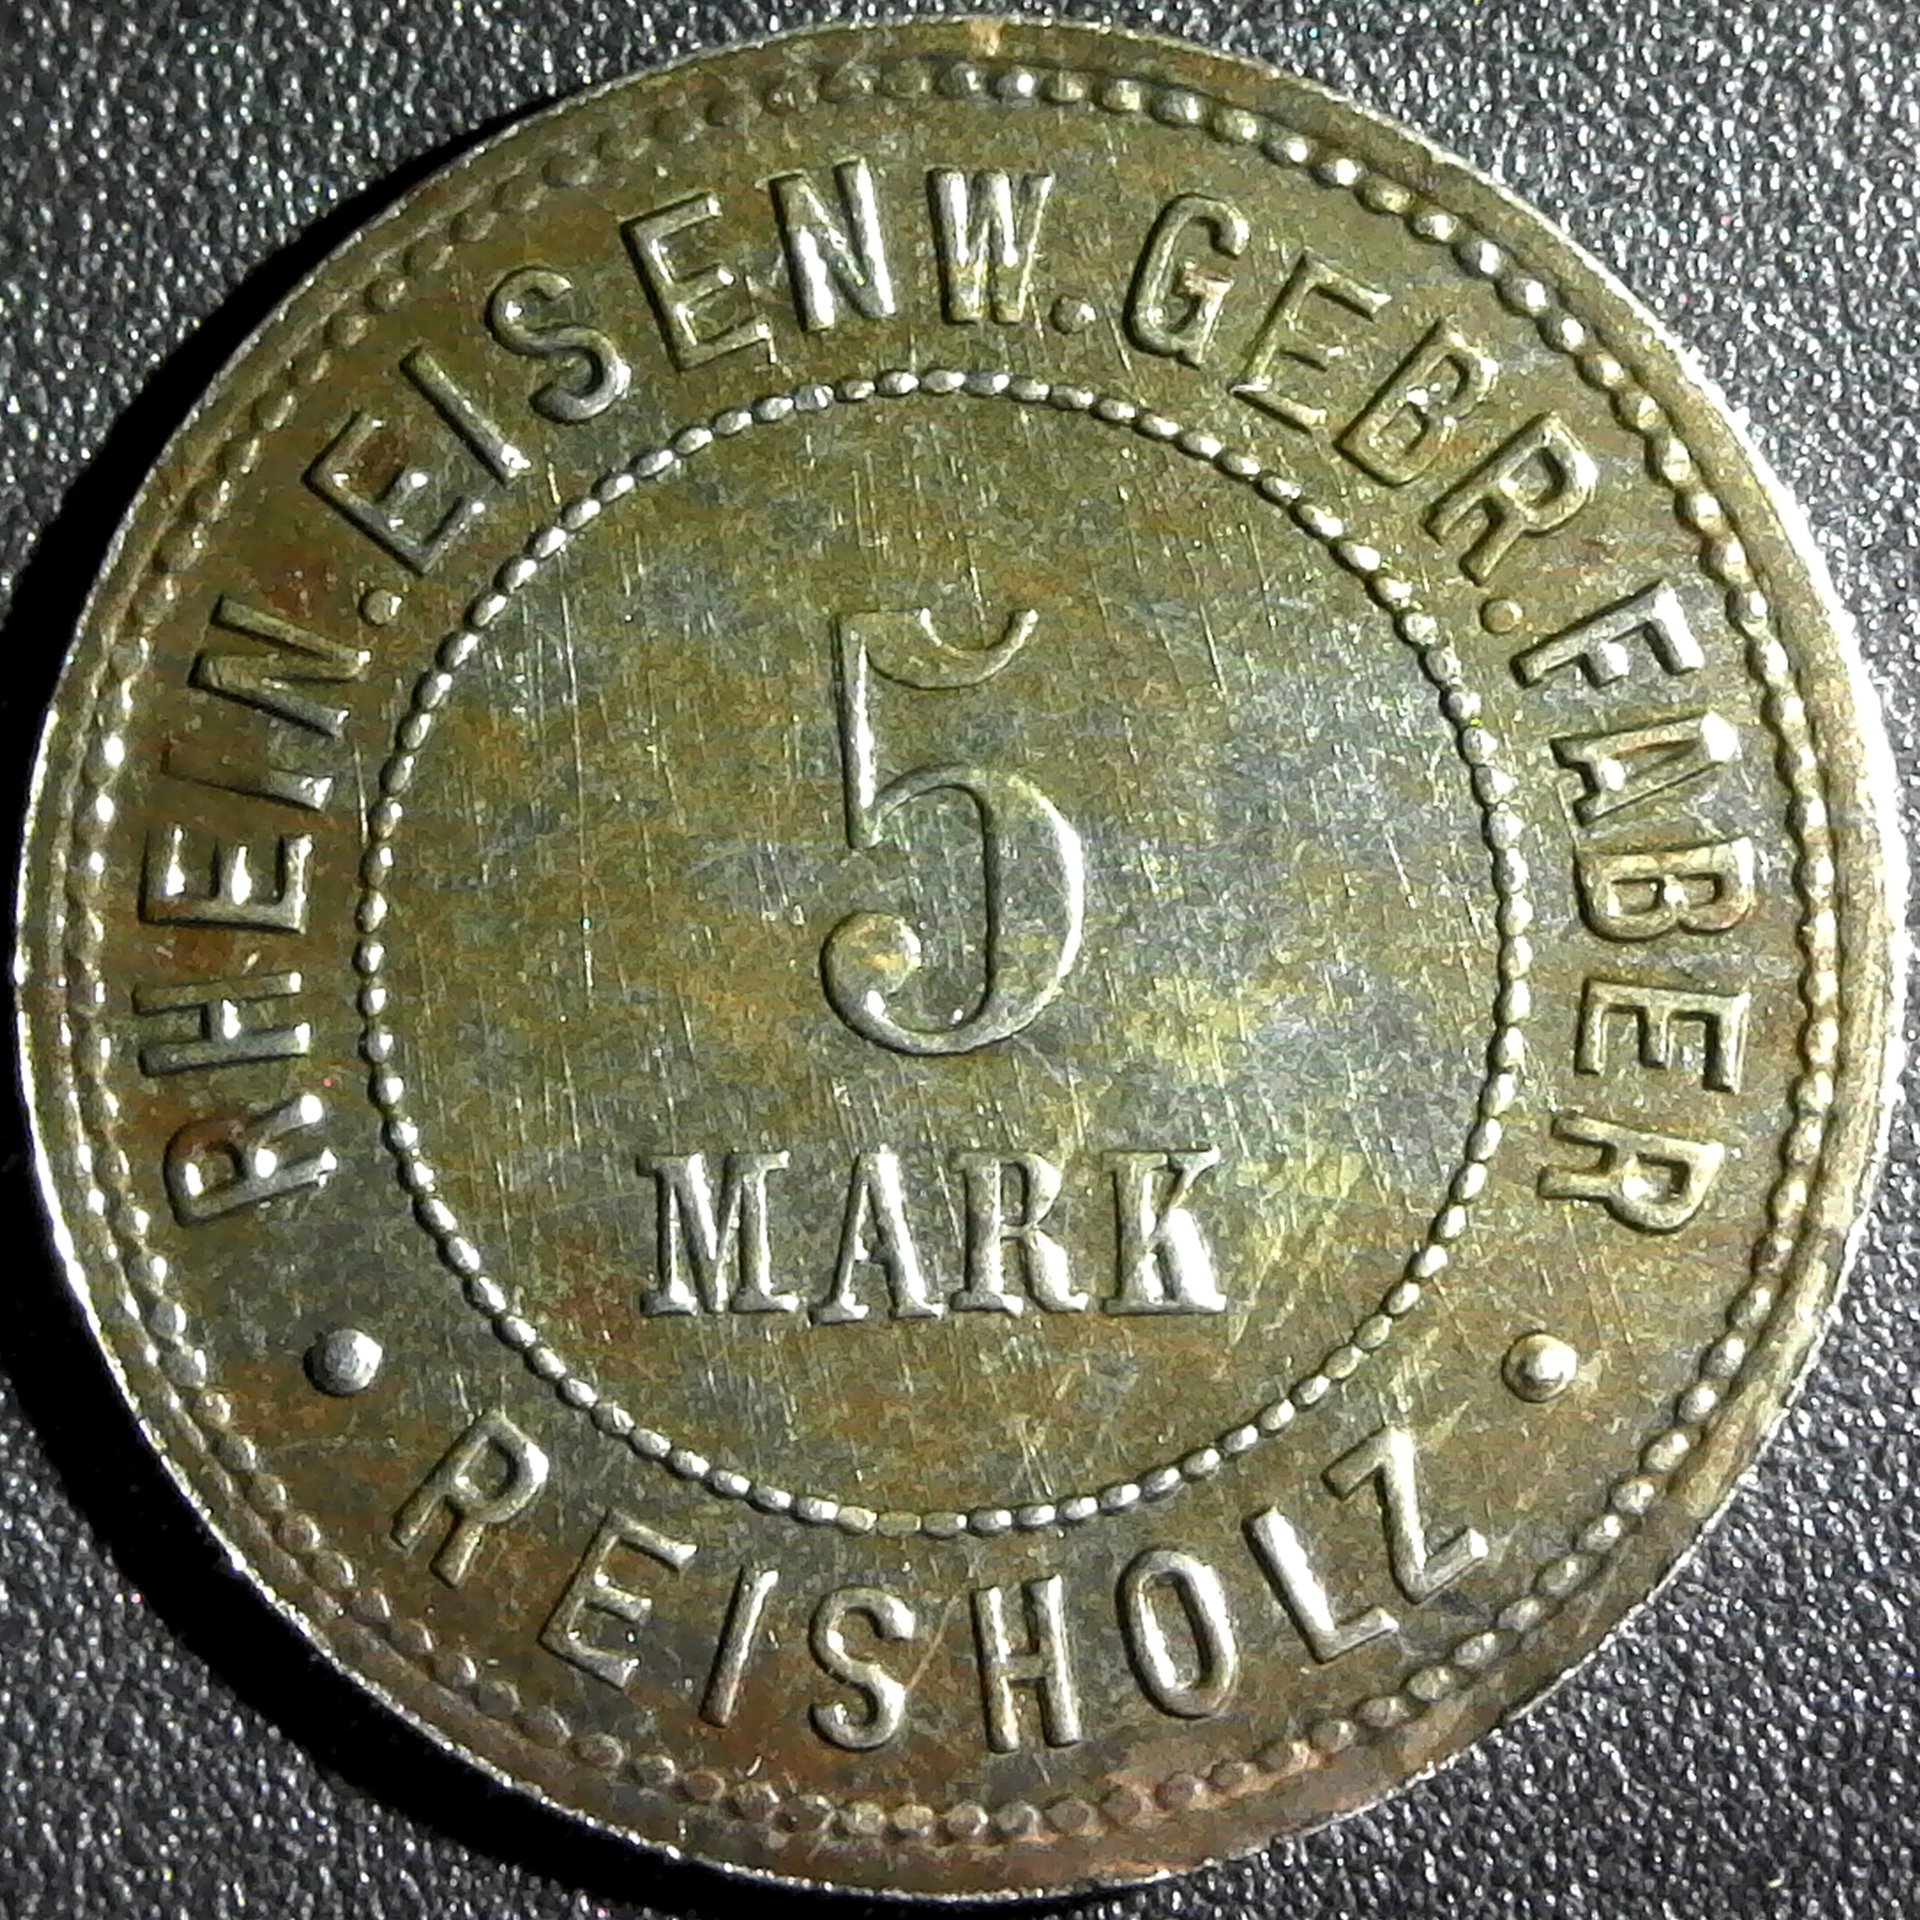 RHEIN. EISENW. GEBR. FABER
5
MARK
• REISHOLZ •